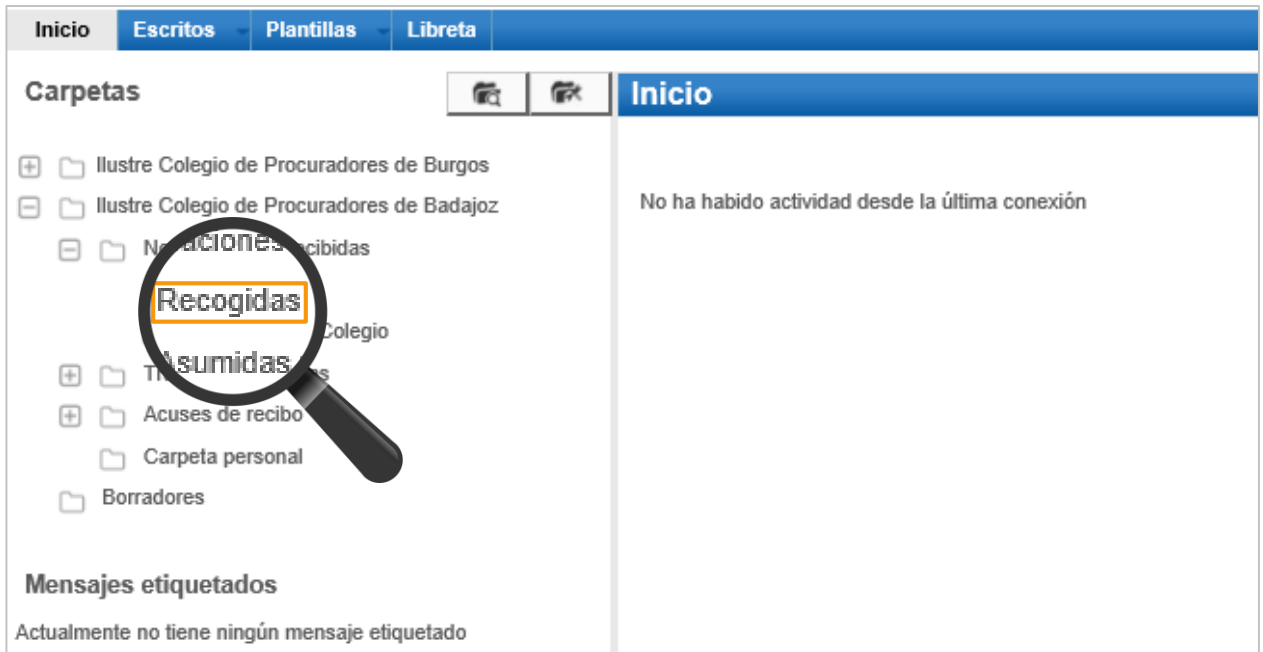 Inicio Escritos Plantillas Libreta
Carpetas
Inicio
Ilustre Colegio de Procuradores de Burgos
Ilustre Colegio de Procuradores de Badajoz
No ha habido actividad desde la última conexión
Recogidas
Colegio
Asumidas
Acuses de recibo
Carpeta personal
Borradores
Mensajes etiquetados
Actualmente no tiene ningún mensaje etiquetado